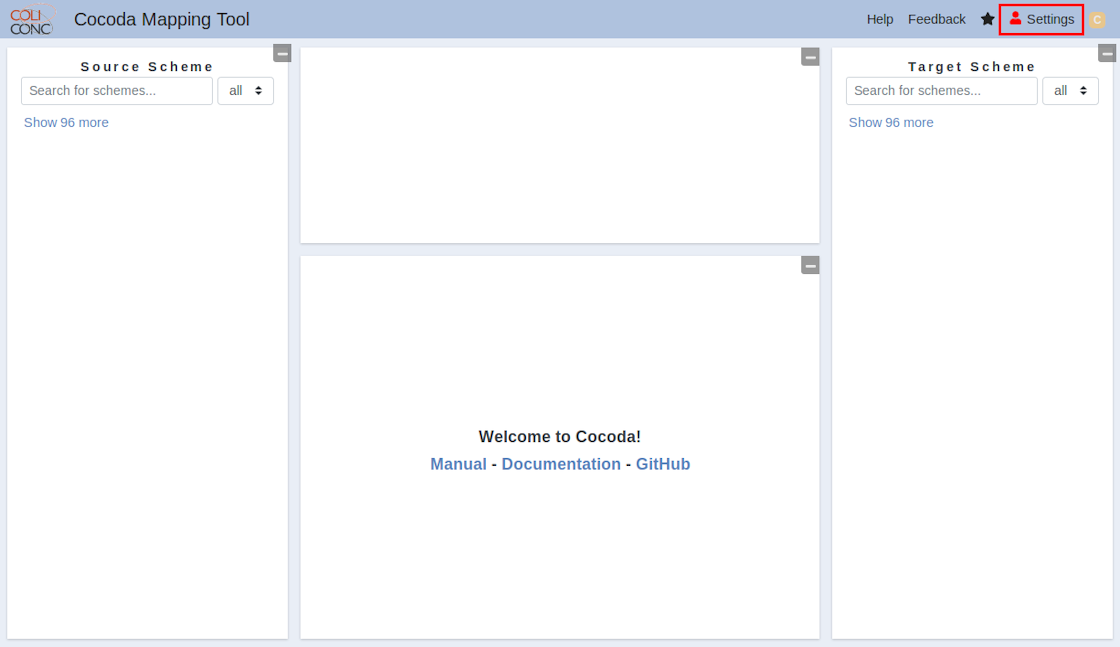 COLI
CONC
Cocoda Mapping Tool
Help Feedback Settings C
Source Scheme
Search for schemes... all
Show 96 more
Welcome to Cocoda!
Manual - Documentation - GitHub
Target Scheme
Search for schemes... all
Show 96 more